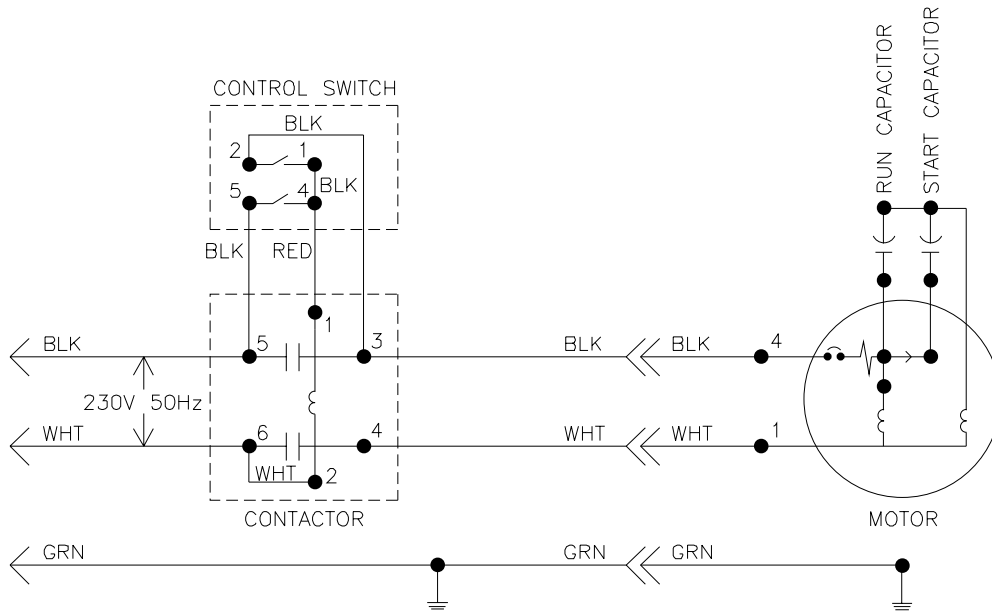 RUN CAPACITOR
START CAPACITOR
CONTROL SWITCH
BLK
2 1
BLK
5 4
BLK RED
1
BLK 5 3 BLK BLK 4
230V 50Hz
WHT 6 4 WHT WHT 1
WHT 2
CONTACTOR MOTOR
GRN GRN GRN